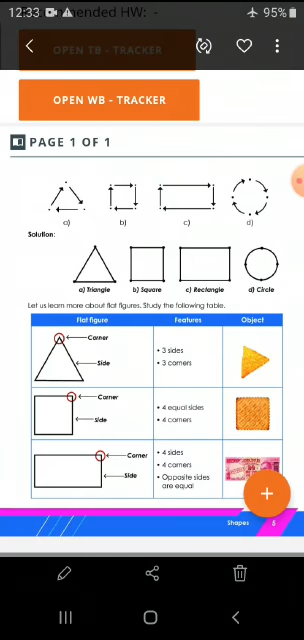 12:33
ended HW: -
95%
OPEN TB - TRACKER
OPEN WB - TRACKER
PAGE 1 OF 1
a) b) c) d)
Solution:
a) Triangle b) Square c) Rectangle d) Circle
Let us learn more about flat figures. Study the following table.
Flat figure Features Object
Corner
Side
• 3 sides
• 3 corners
Corner
Side
• 4 equal sides
• 4 corners
Corner
Side
• 4 sides
• 4 corners
• Opposite sides
are equal
Shapes 5